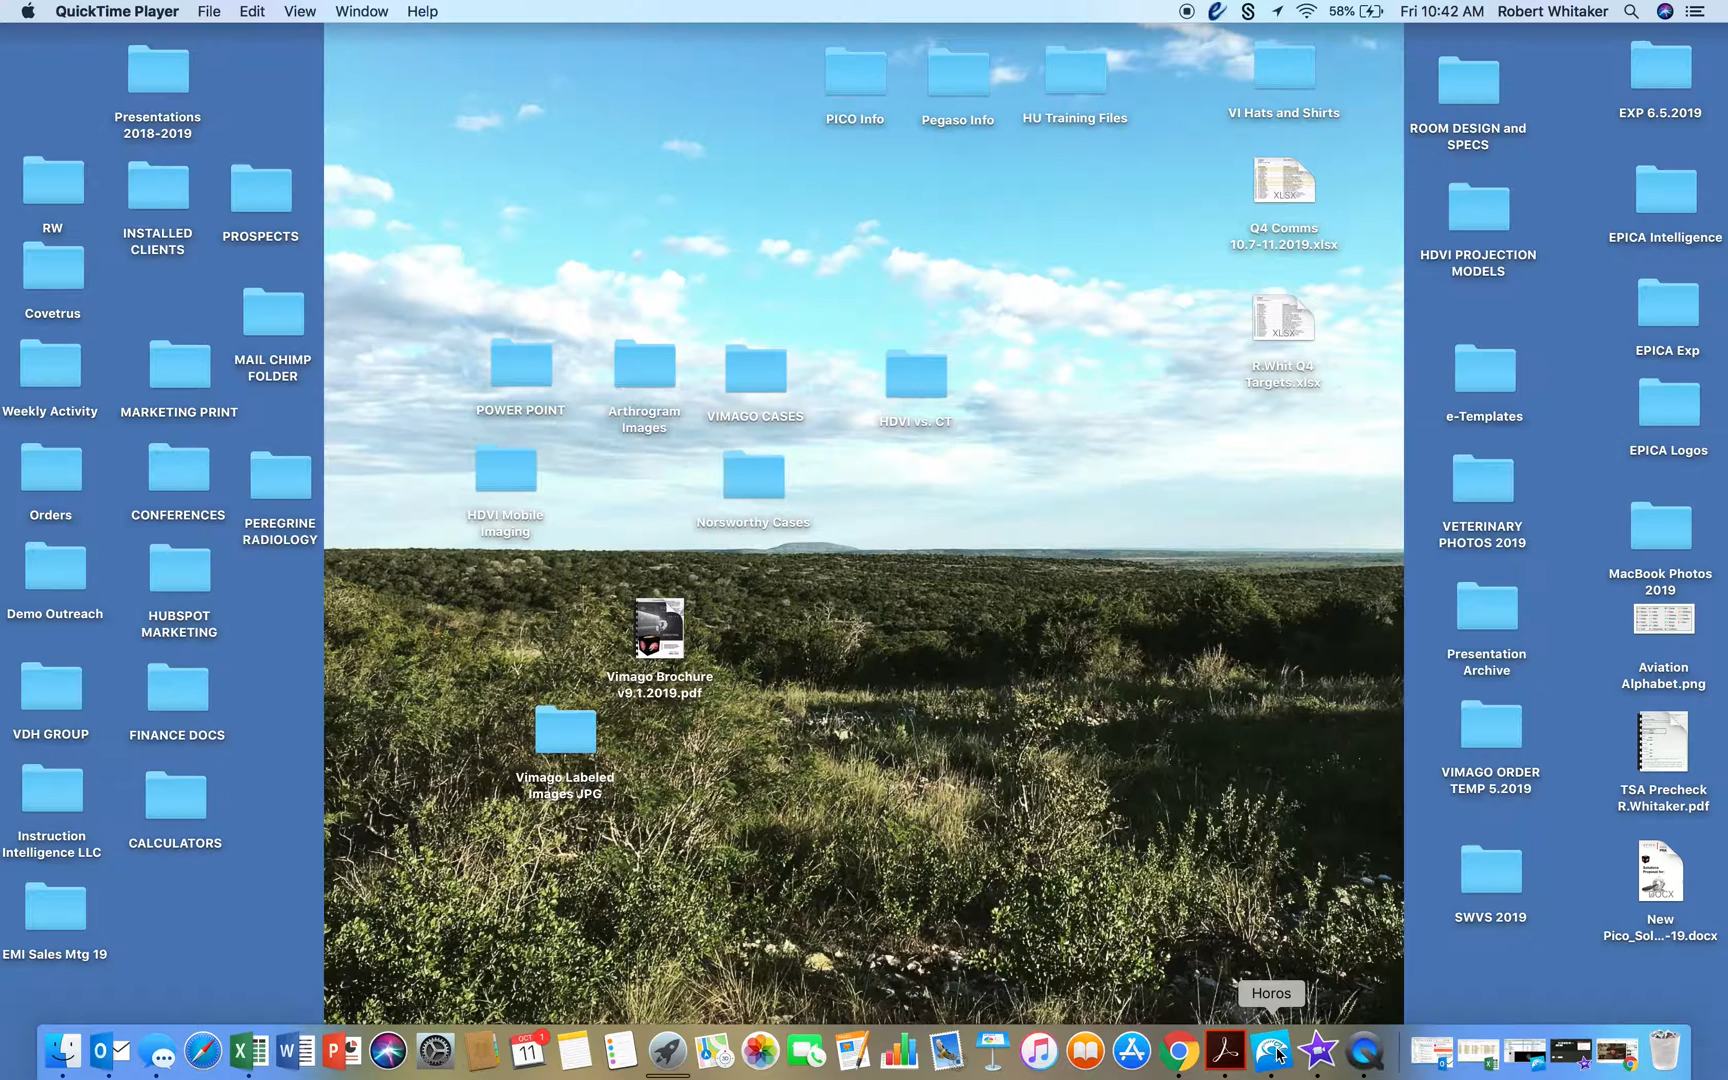 QuickTime Player File Edit View Window Help
58% Fri 10:42 AM Robert Whitaker
Presentations
2018-2019
RW
INSTALLED
CLIENTS
PROSPECTS
Covetrus
MAIL CHIMP
FOLDER
Weekly Activity
MARKETING PRINT
Orders
CONFERENCES
PEREGRINE
RADIOLOGY
Demo Outreach
HUBSPOT
MARKETING
VDH GROUP
FINANCE DOCS
Instruction
Intelligence LLC
CALCULATORS
EMI Sales Mtg 19
PICO Info
Pegaso Info
HU Training Files
VI Hats and Shirts
XLSX
Q4 Comms
10.7-11.2019.xlsx
XLSX
R.Whit Q4
Targets.xlsx
POWER POINT
Arthrogram
Images
VIMAGO CASES
HDVI vs. CT
HDVI Mobile
Imaging
Norsworthy Cases
Vimago Brochure
v9.1.2019.pdf
Vimago Labeled
Images JPG
ROOM DESIGN and
SPECS
EXP 6.5.2019
HDVI PROJECTION
MODELS
EPICA Intelligence
EPICA Exp
e-Templates
EPICA Logos
VETERINARY
PHOTOS 2019
MacBook Photos
2019
Presentation
Archive
Aviation
Alphabet.png
VIMAGO ORDER
TEMP 5.2019
TSA Precheck
R.Whitaker.pdf
SWVS 2019
DOCX
New
Pico_Sol...-19.docx
Horos
OCT
11
1